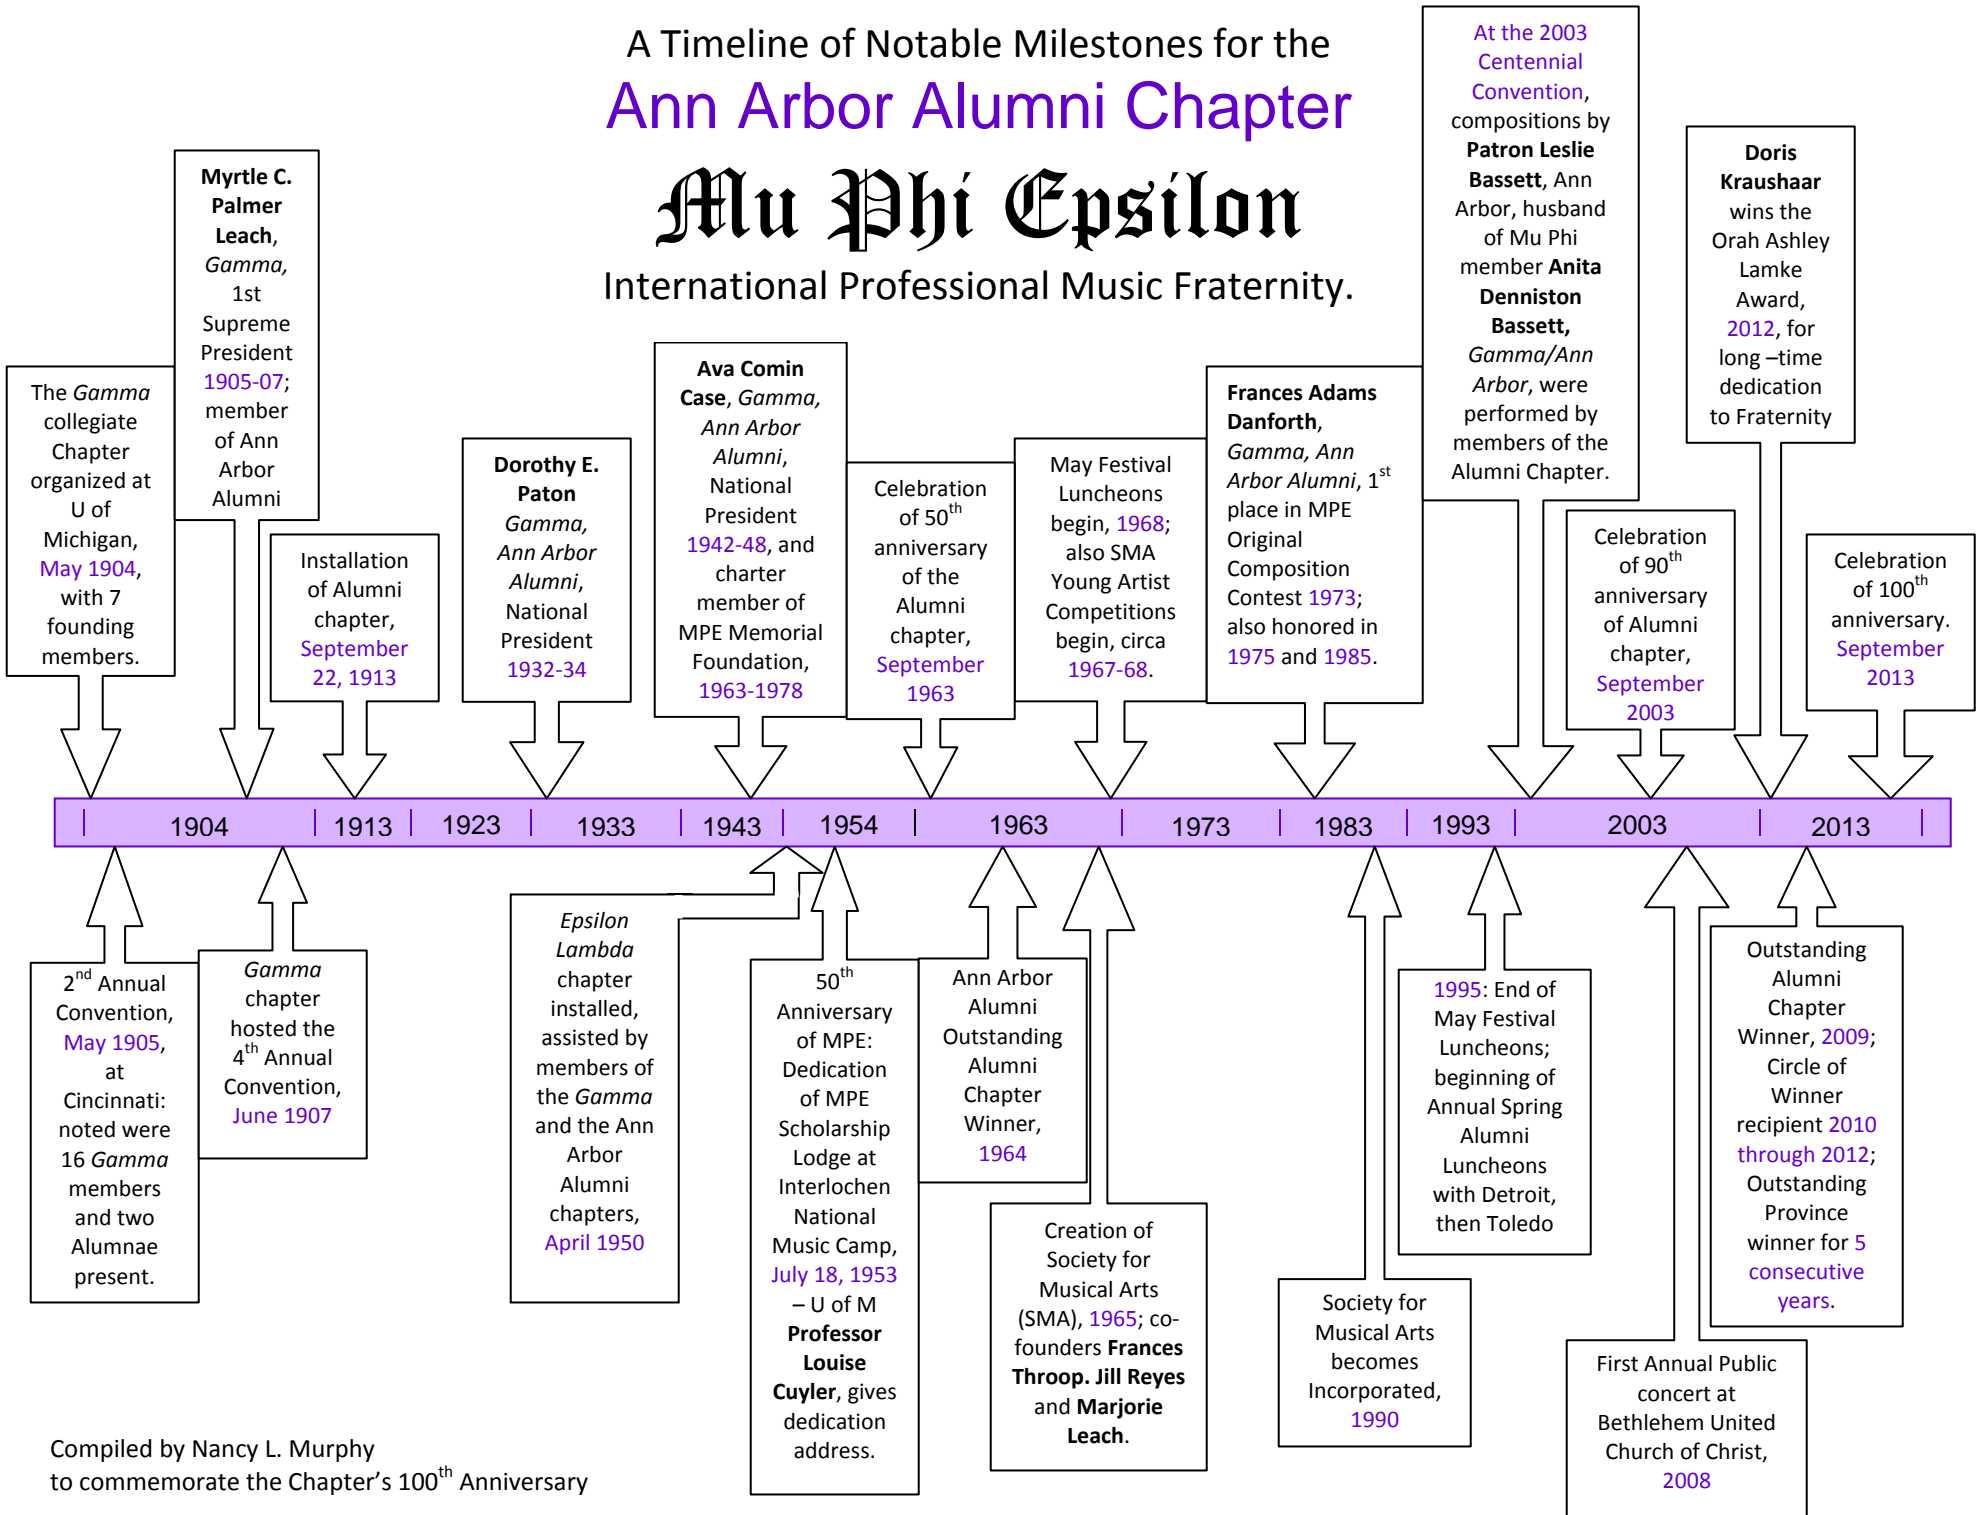 A Timeline of Notable Milestones for the
Ann Arbor Alumni Chapter
Mu Phi Epsilon
International Professional Music Fraternity.
The Gamma
collegiate
Chapter
organized at
U of
Michigan,
May 1904,
with 7
founding
members.
Myrtle C.
Palmer
Leach,
Gamma,
1st
Supreme
President
1905-07;
member
of Ann
Arbor
Alumni
Installation
of Alumni
chapter,
September
22, 1913
Dorothy E.
Paton
Gamma,
Ann Arbor
Alumni,
National
President
1932-34
Ava Comin
Case, Gamma,
Ann Arbor
Alumni,
National
President
1942-48, and
charter
member of
MPE Memorial
Foundation,
1963-1978
Celebration
of 50th
anniversary
of the
Alumni
chapter,
September
1963
May Festival
Luncheons
begin, 1968;
also SMA
Young Artist
Competitions
begin, circa
1967-68.
Frances Adams
Danforth,
Gamma, Ann
Arbor Alumni, 1st
place in MPE
Original
Composition
Contest 1973;
also honored in
1975 and 1985.
At the 2003
Centennial
Convention,
compositions by
Patron Leslie
Bassett, Ann
Arbor, husband
of Mu Phi
member Anita
Denniston
Bassett,
Gamma/Ann
Arbor, were
performed by
members of the
Alumni Chapter.
Celebration
of 90th
anniversary
of Alumni
chapter,
September
2003
Doris
Kraushaar
wins the
Orah Ashley
Lamke
Award,
2012, for
long –time
dedication
to Fraternity
Celebration
of 100th
anniversary.
September
2013
1904 1913 1923 1933 1943 1954 1963 1973 1983 1993 2003 2013
2nd Annual
Convention,
May 1905,
at
Cincinnati:
noted were
16 Gamma
members
and two
Alumnae
present.
Gamma
chapter
hosted the
4th Annual
Convention,
June 1907
Epsilon
Lambda
chapter
installed,
assisted by
members of
the Gamma
and the Ann
Arbor
Alumni
chapters,
April 1950
50th
Anniversary
of MPE:
Dedication
of MPE
Scholarship
Lodge at
Interlochen
National
Music Camp,
July 18, 1953
– U of M
Professor
Louise
Cuyler, gives
dedication
address.
Ann Arbor
Alumni
Outstanding
Alumni
Chapter
Winner,
1964
Creation of
Society for
Musical Arts
(SMA), 1965; co-
founders Frances
Throop. Jill Reyes
and Marjorie
Leach.
Society for
Musical Arts
becomes
Incorporated,
1990
1995: End of
May Festival
Luncheons;
beginning of
Annual Spring
Alumni
Luncheons
with Detroit,
then Toledo
First Annual Public
concert at
Bethlehem United
Church of Christ,
2008
Outstanding
Alumni
Chapter
Winner, 2009;
Circle of
Winner
recipient 2010
through 2012;
Outstanding
Province
winner for 5
consecutive
years.
Compiled by Nancy L. Murphy
to commemorate the Chapter's 100th Anniversary